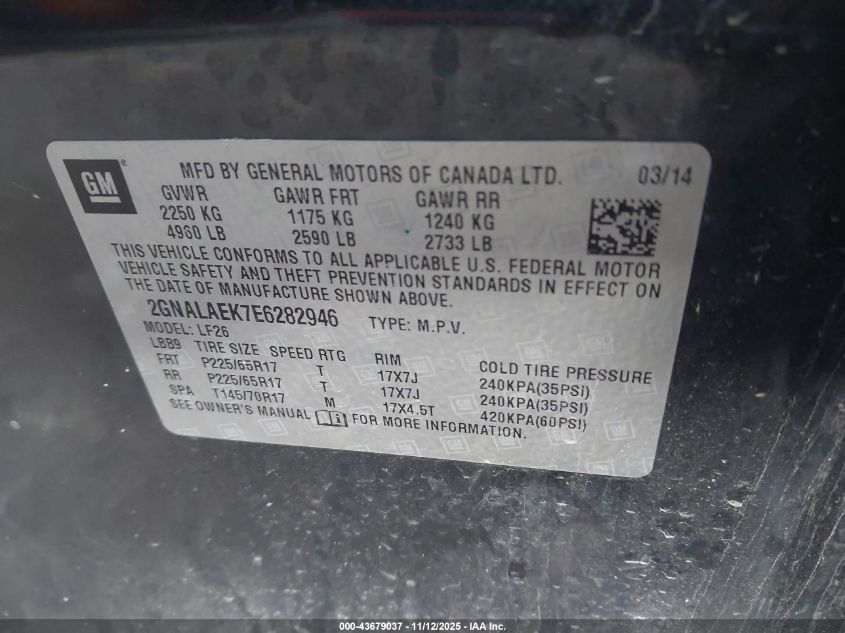 GM
MFD BY GENERAL MOTORS OF CANADA LTD. 03/14
GVWR GAWR FRT GAWR RR
2250 KG 1175 KG 1240 KG
4960 LB 2590 LB 2733 LB
THIS VEHICLE CONFORMS TO ALL APPLICABLE U.S. FEDERAL MOTOR
VEHICLE SAFETY AND THEFT PREVENTION STANDARDS IN EFFECT ON
THE DATE OF MANUFACTURE SHOWN ABOVE.
2GNALAEK7E6282946 TYPE: M.P.V.
MODEL: LF26
LBB9 TIRE SIZE SPEED RTG RIM COLD TIRE PRESSURE
FRT P225/65R17 T 17X7J 240KPA(35PSI)
RR P225/65R17 T 17X7J 240KPA(35PSI)
SPA T145/70R17 M 17X4.5T 420KPA(60PSI)
SEE OWNER'S MANUAL FOR MORE INFORMATION.
000-43679037 - 11/12/2025 - IAA Inc.